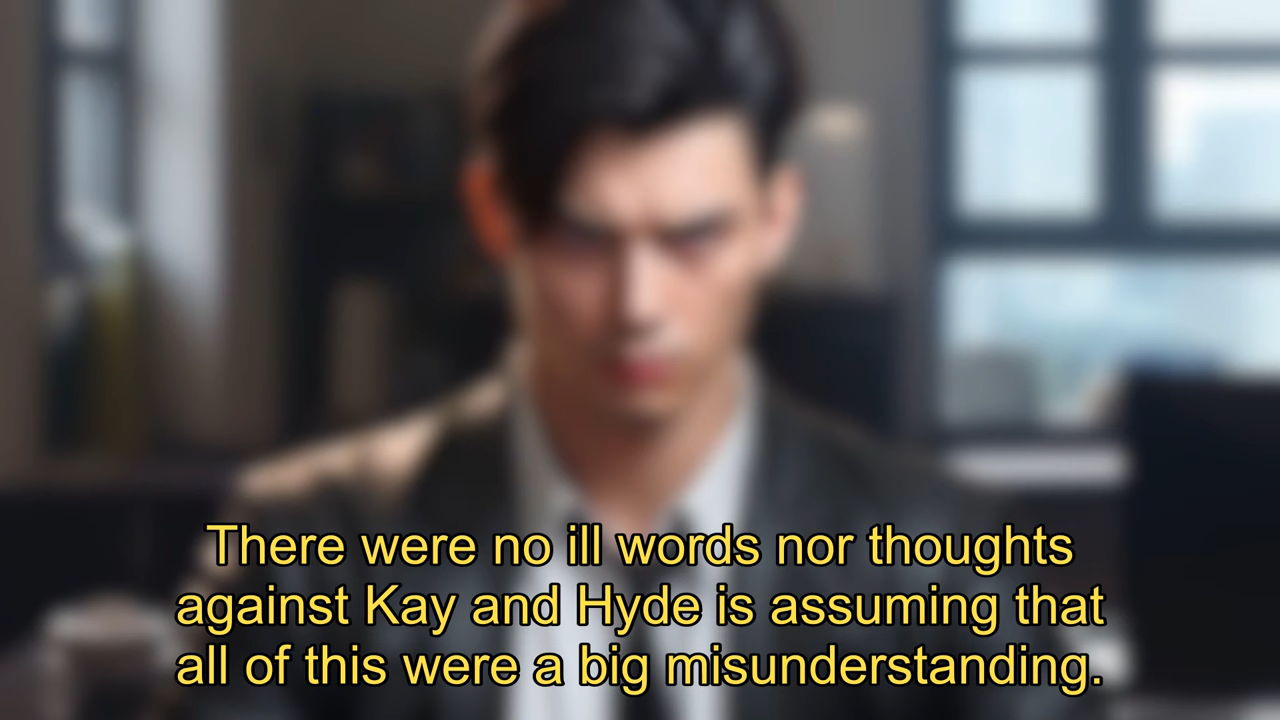 There were no ill words nor thoughts
against Kay and Hyde is assuming that
all of this were a big misunderstanding.